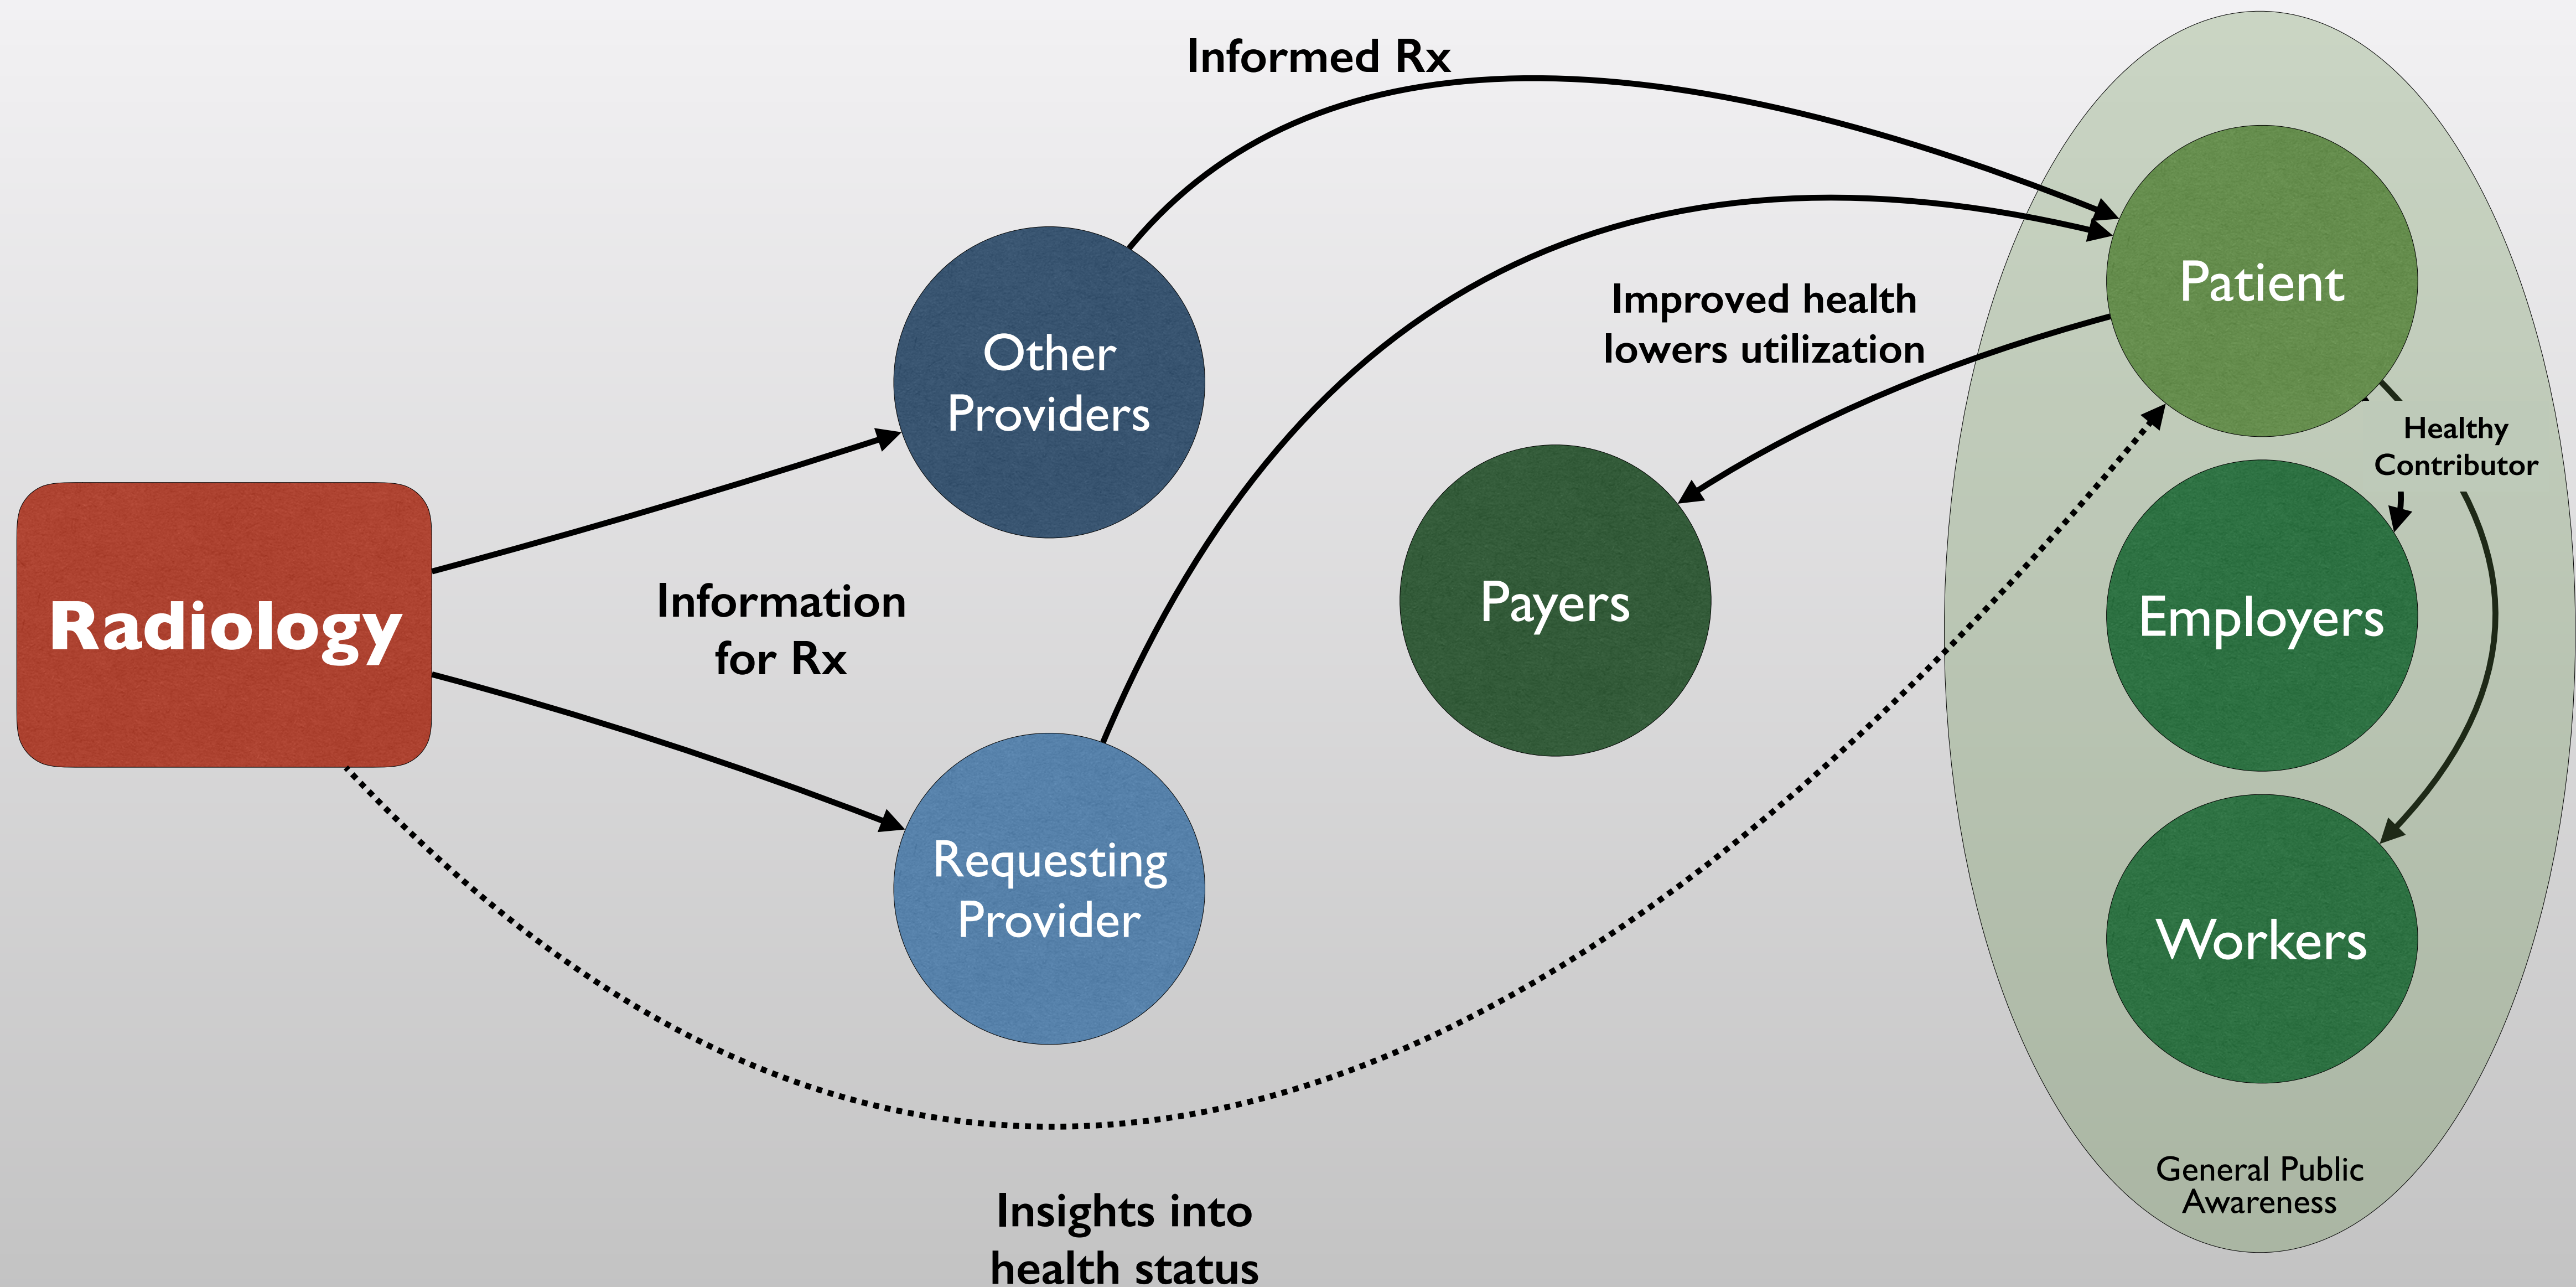 Informed Rx
Patient
Improved health
lowers utilization
Other
Providers
Healthy
Contributor
Radiology
Information
for Rx
Payers
Employers
Requesting
Provider
Workers
General Public
Awareness
Insights into
health status